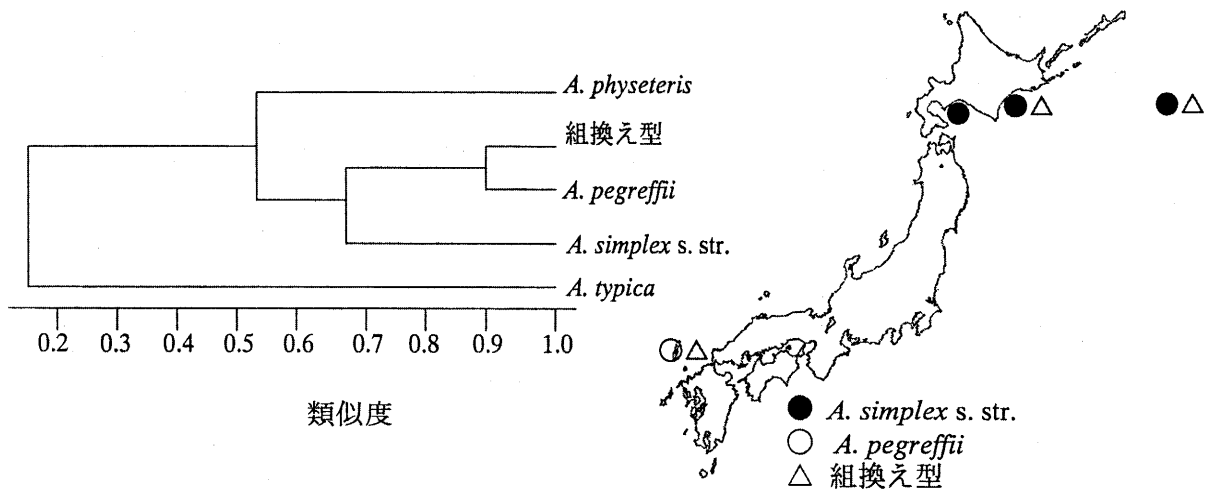 A. physeteris
組換え型
A. pegreffii
A. simplex s. str.
A. typica
0.2 0.3 0.4 0.5 0.6 0.7 0.8 0.9 1.0
類似度
A. simplex s. str.
A. pegreffii
組換え型